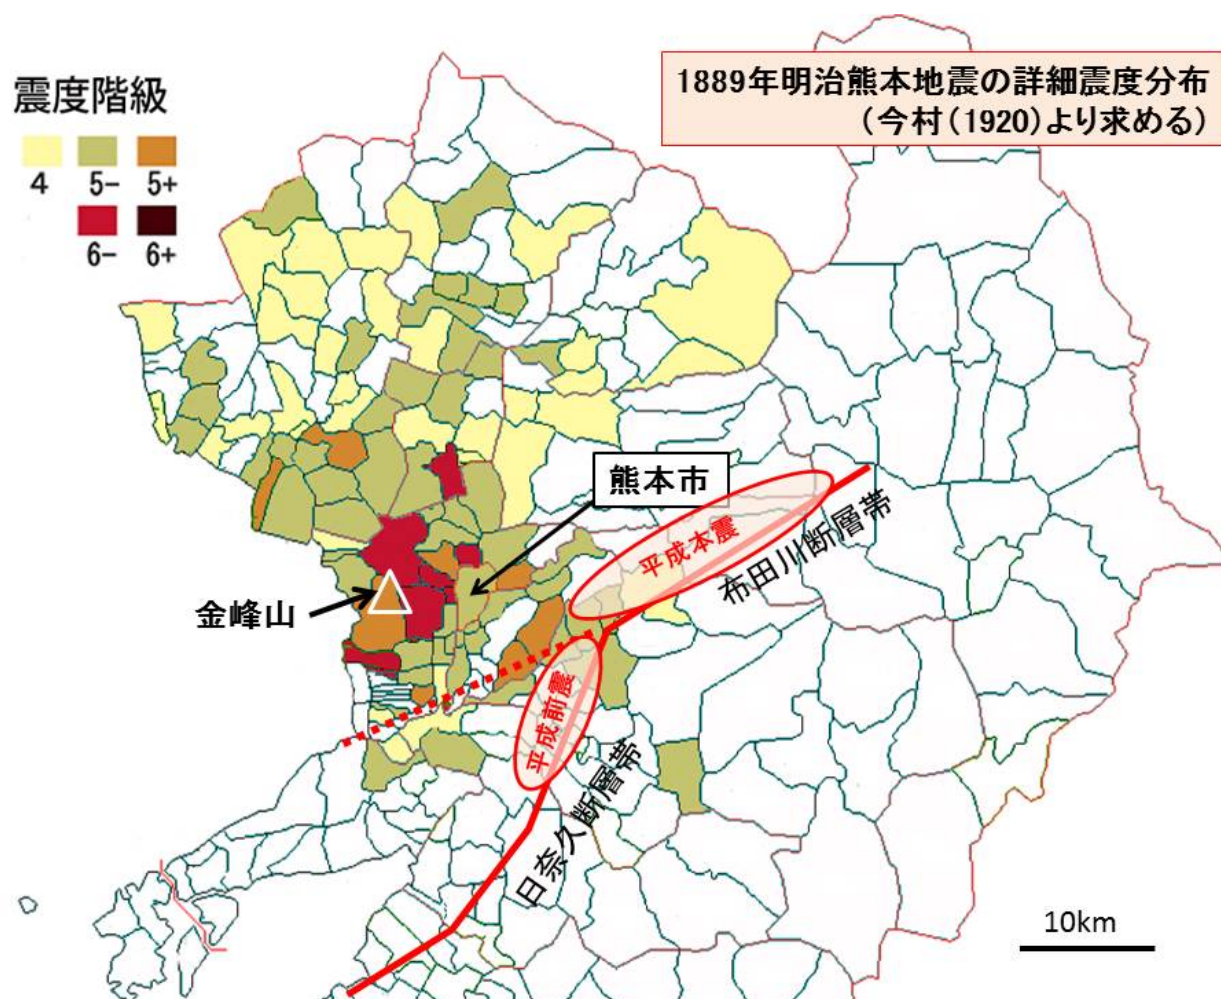 1889年明治熊本地震の詳細震度分布
（今村（1920）より求める）
震度階級
4 5- 5+
6- 6+
熊本市
平成本震
布田川断層帯
金峰山
平成前震
日奈久断層帯
10km